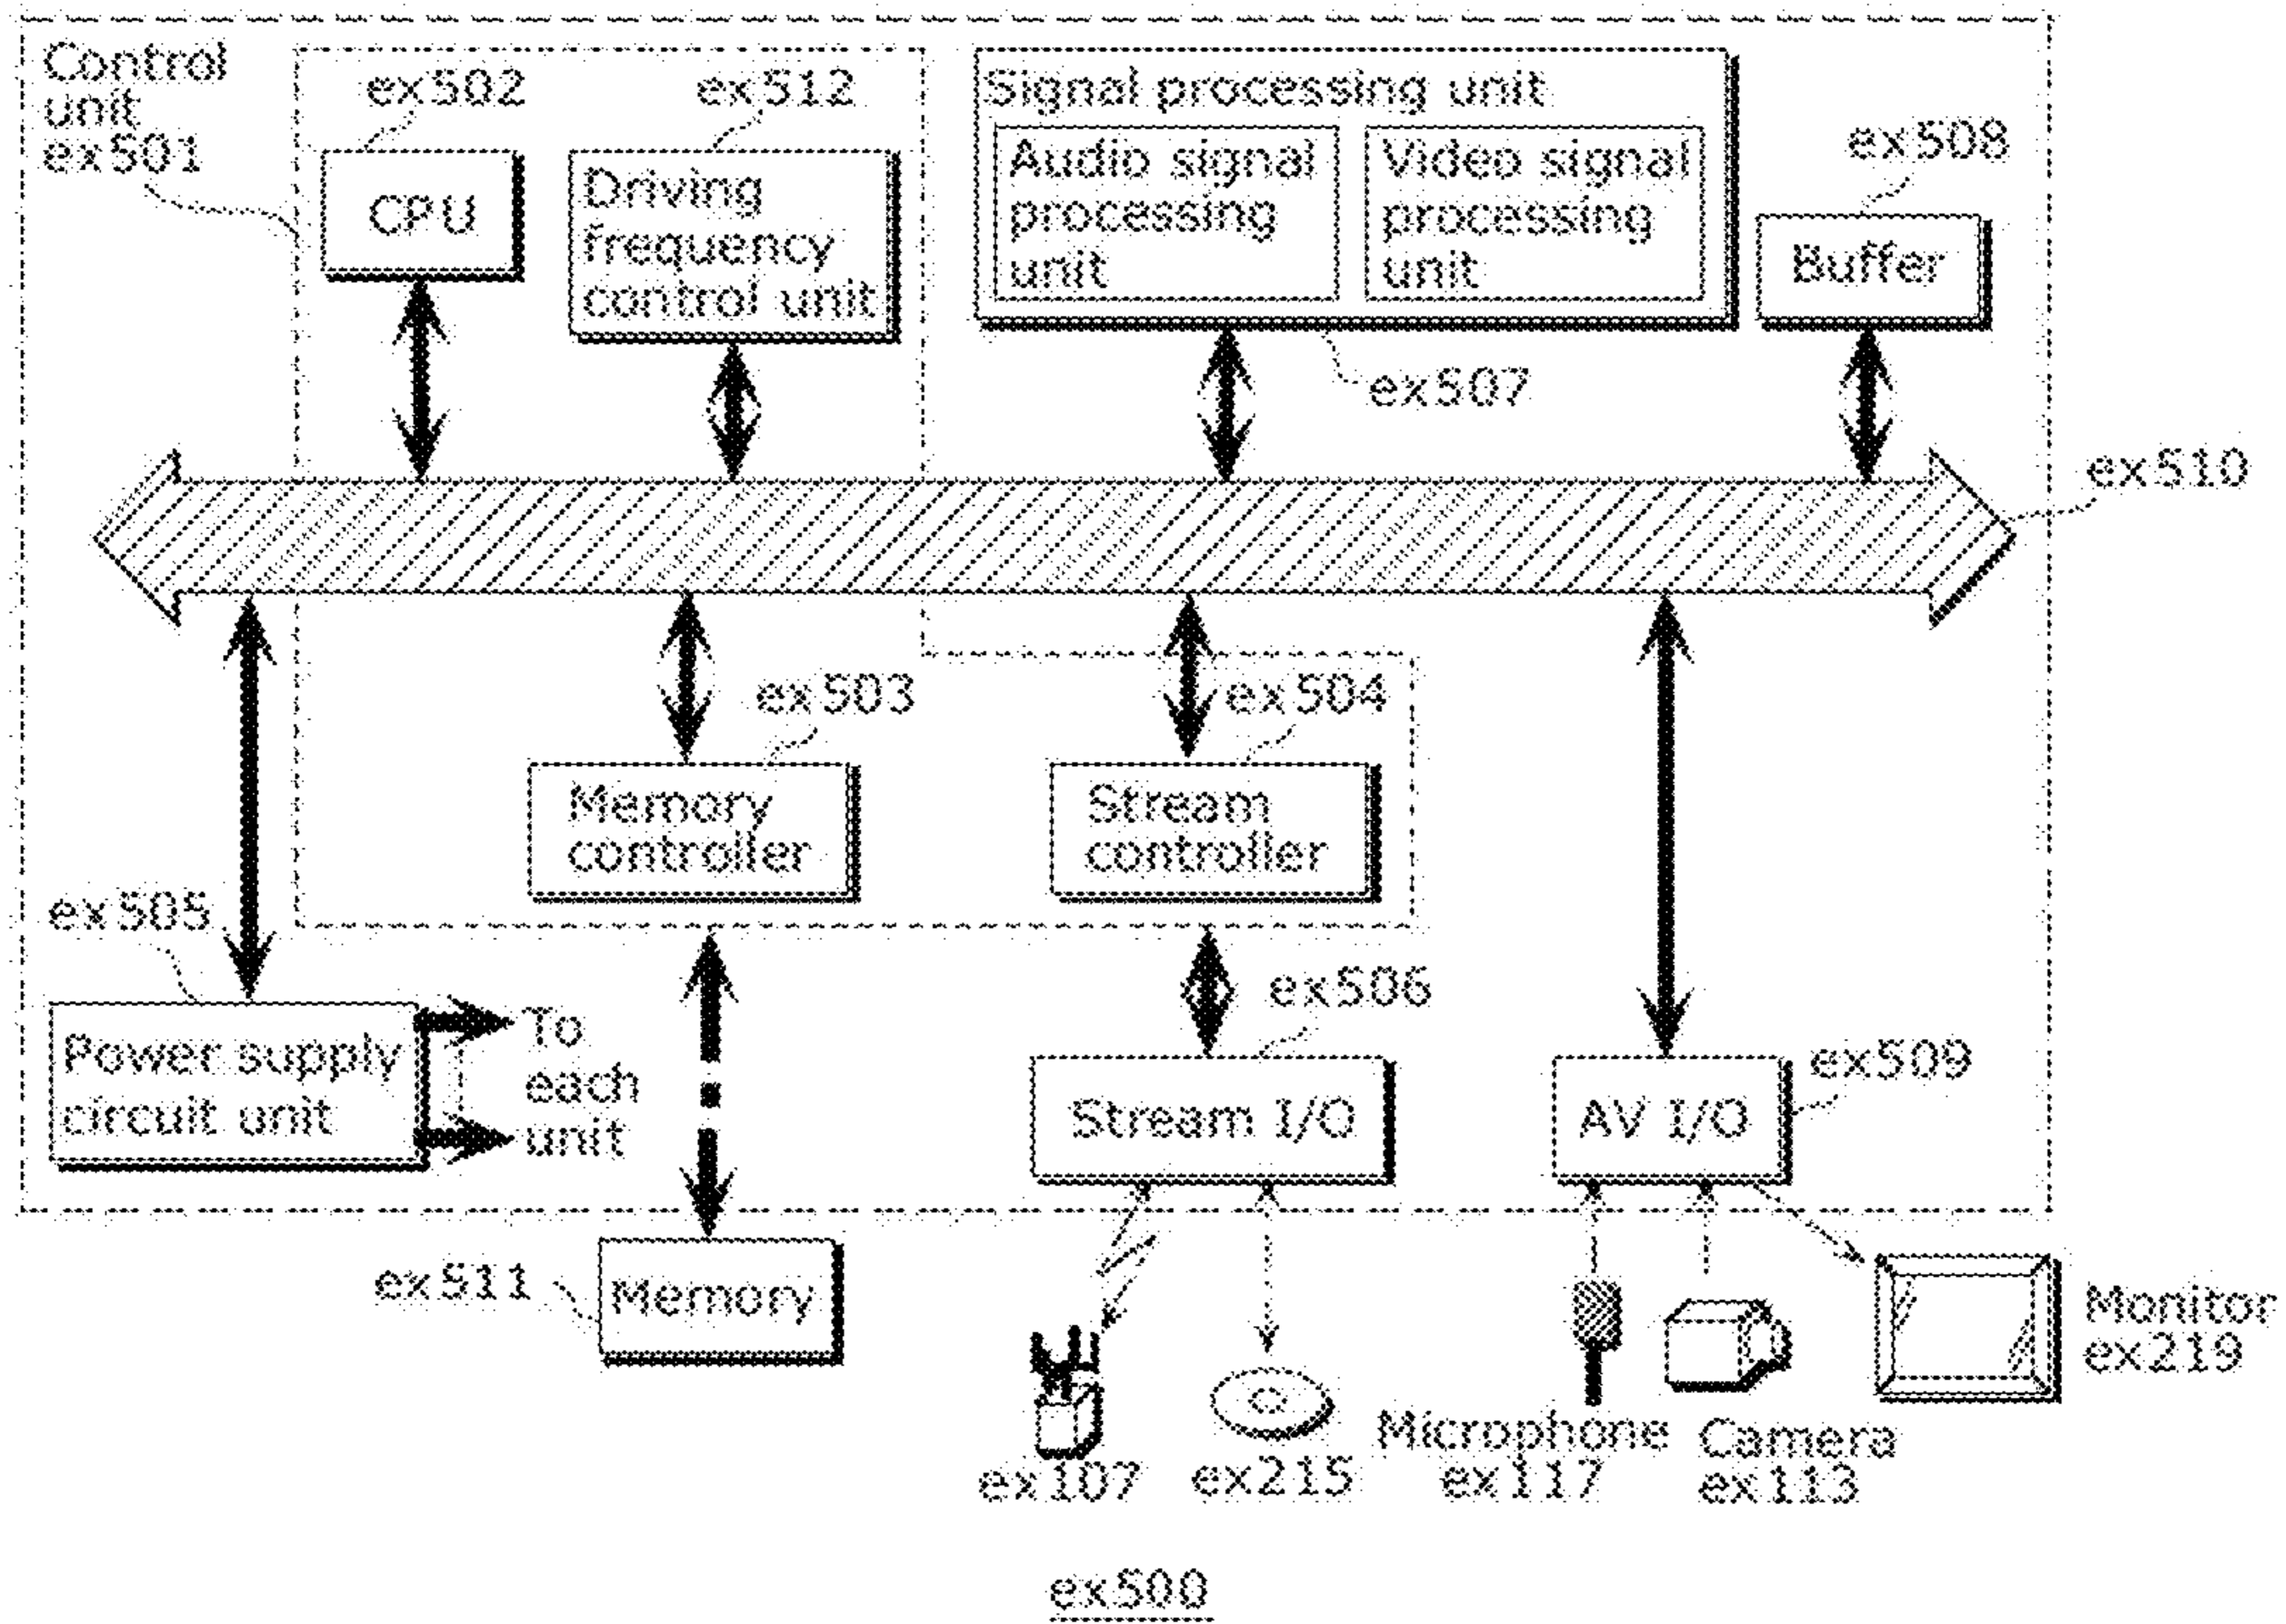 Control
unit
ex501
ex502
ex512
CPU
Driving
frequency
control unit
Signal processing unit
Audio signal
processing
unit
Video signal
processing
unit
ex508
Buffer
ex507
ex510
ex503
ex504
Memory
controller
Stream
controller
ex505
Power supply
circuit unit
To
each
unit
ex506
Stream I/O
ex509
AV I/O
ex511
Memory
ex107
ex215
Microphone
ex117
Camera
ex113
Monitor
ex219
ex500